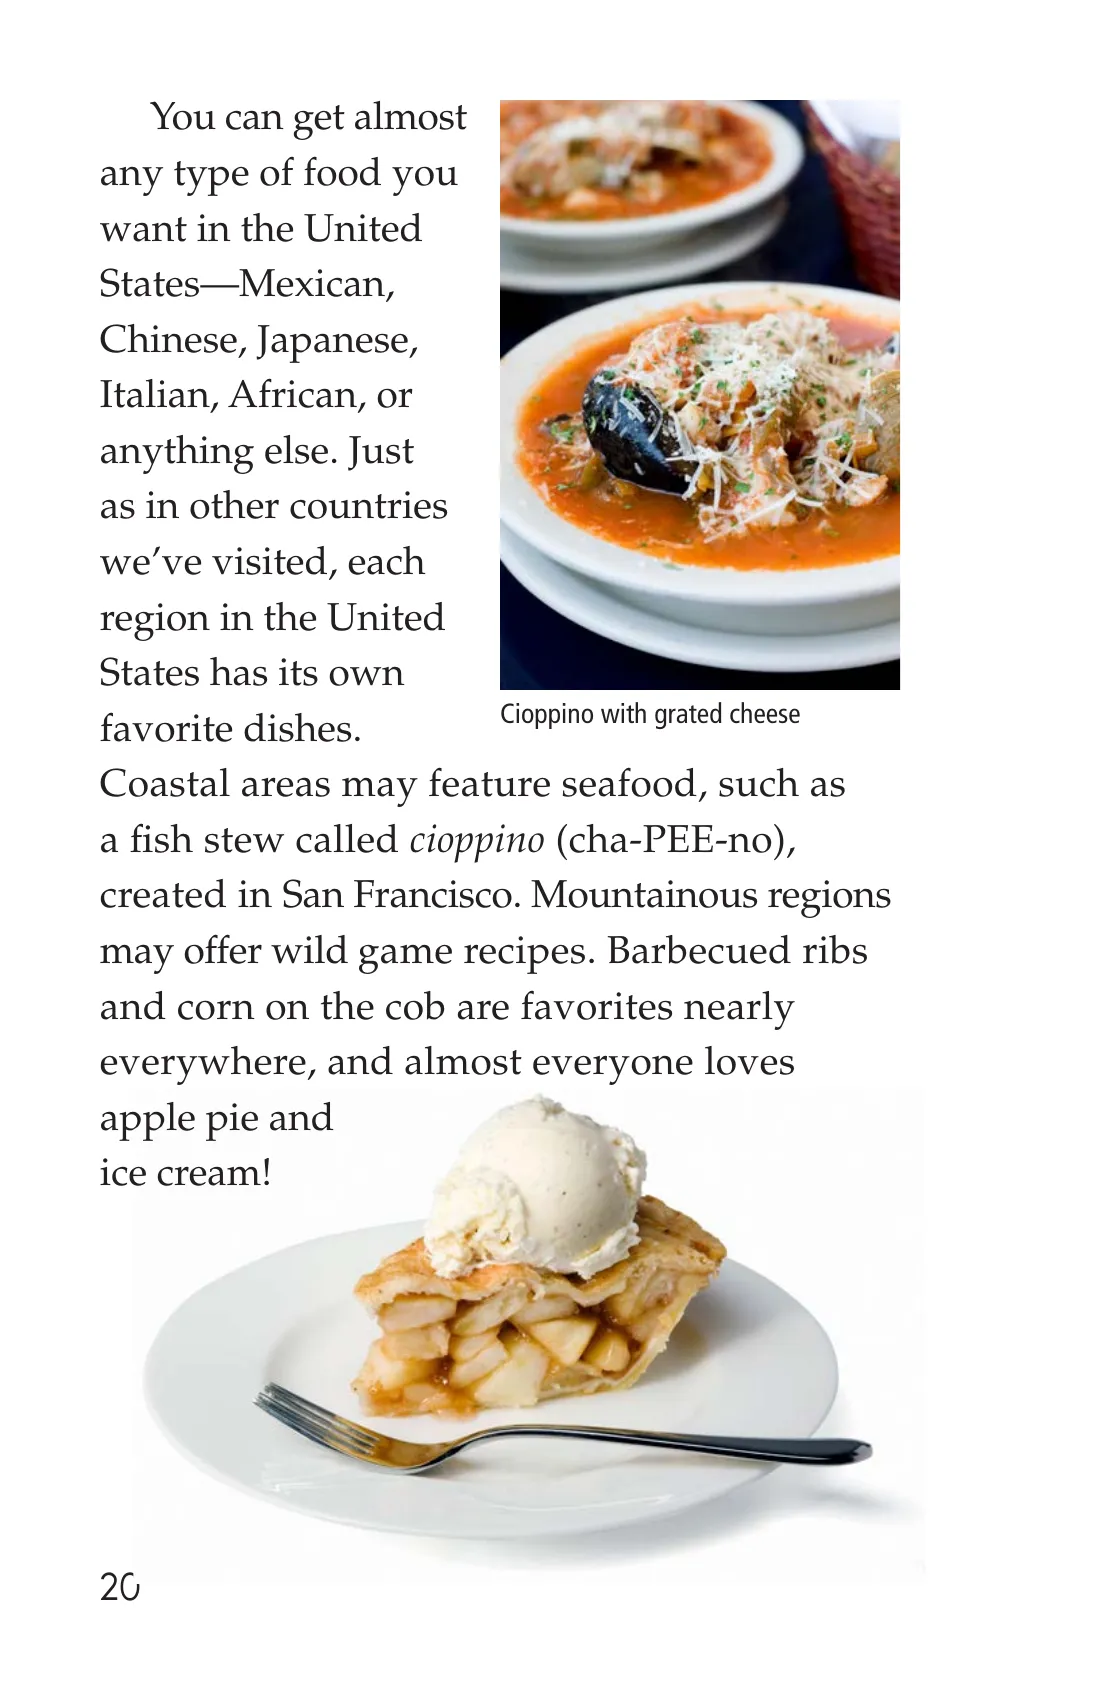 You can get almost
any type of food you
want in the United
States—Mexican,
Chinese, Japanese,
Italian, African, or
anything else. Just
as in other countries
we’ve visited, each
region in the United
States has its own
favorite dishes.
Cioppino with grated cheese
Coastal areas may feature seafood, such as
a fish stew called cioppino (cha-PEE-no),
created in San Francisco. Mountainous regions
may offer wild game recipes. Barbecued ribs
and corn on the cob are favorites nearly
everywhere, and almost everyone loves
apple pie and
ice cream!
20